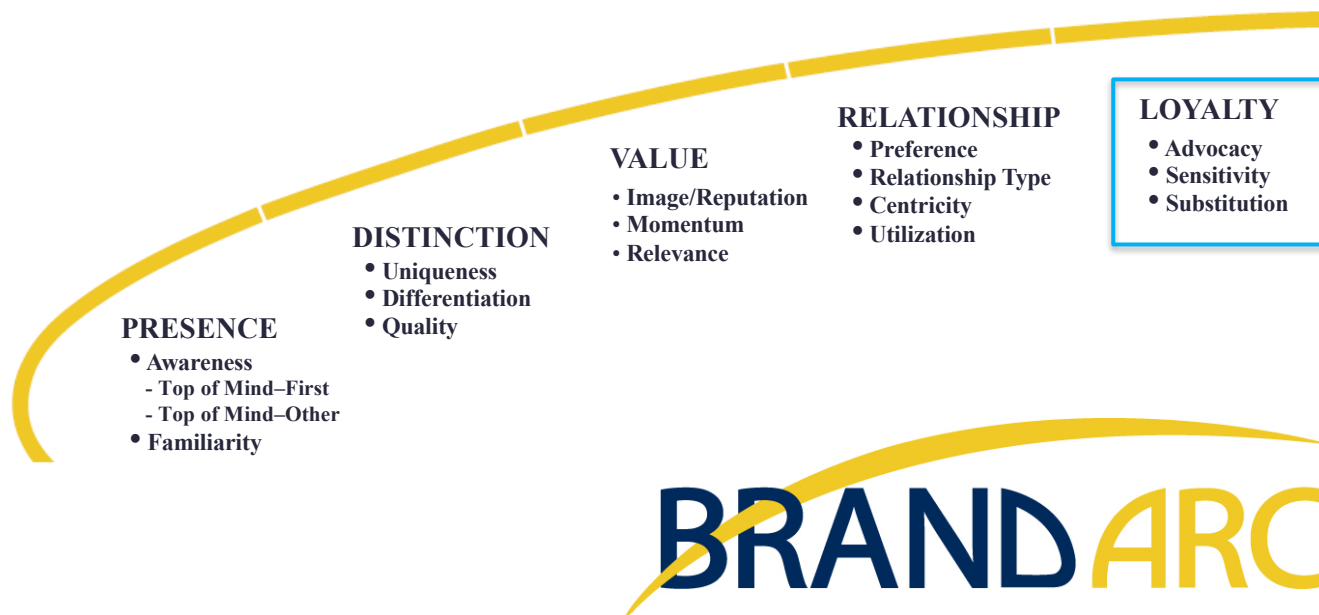 PRESENCE
• Awareness
- Top of Mind–First
- Top of Mind–Other
• Familiarity
DISTINCTION
• Uniqueness
• Differentiation
• Quality
VALUE
• Image/Reputation
• Momentum
• Relevance
RELATIONSHIP
• Preference
• Relationship Type
• Centricity
• Utilization
LOYALTY
• Advocacy
• Sensitivity
• Substitution
BRANDARC